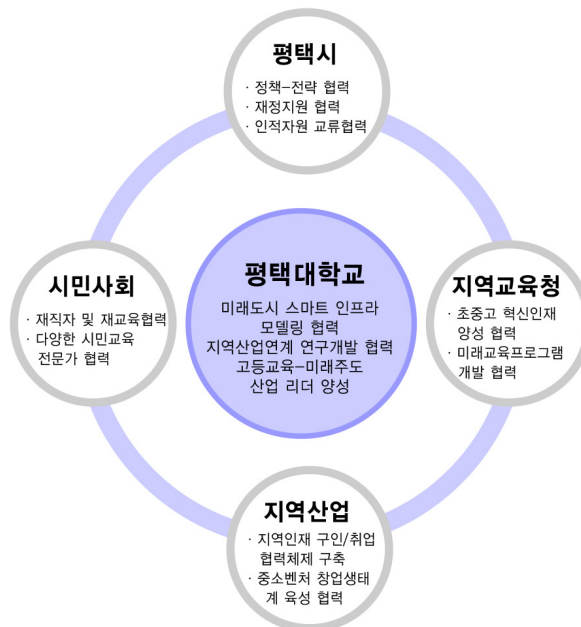 평택시
· 정책-전략 협력
· 재정지원 협력
· 인적자원 교류협력
시민사회
· 재직자 및 재교육협력
· 다양한 시민교육
전문가 협력
평택대학교
미래도시 스마트 인프라
모델링 협력
지역산업연계 연구개발 협력
고등교육-미래주도
산업 리더 양성
지역교육청
· 초중고 혁신인재
양성 협력
· 미래교육프로그램
개발 협력
지역산업
· 지역인재 구인/취업
협력체제 구축
· 중소벤처 창업생태
계 육성 협력